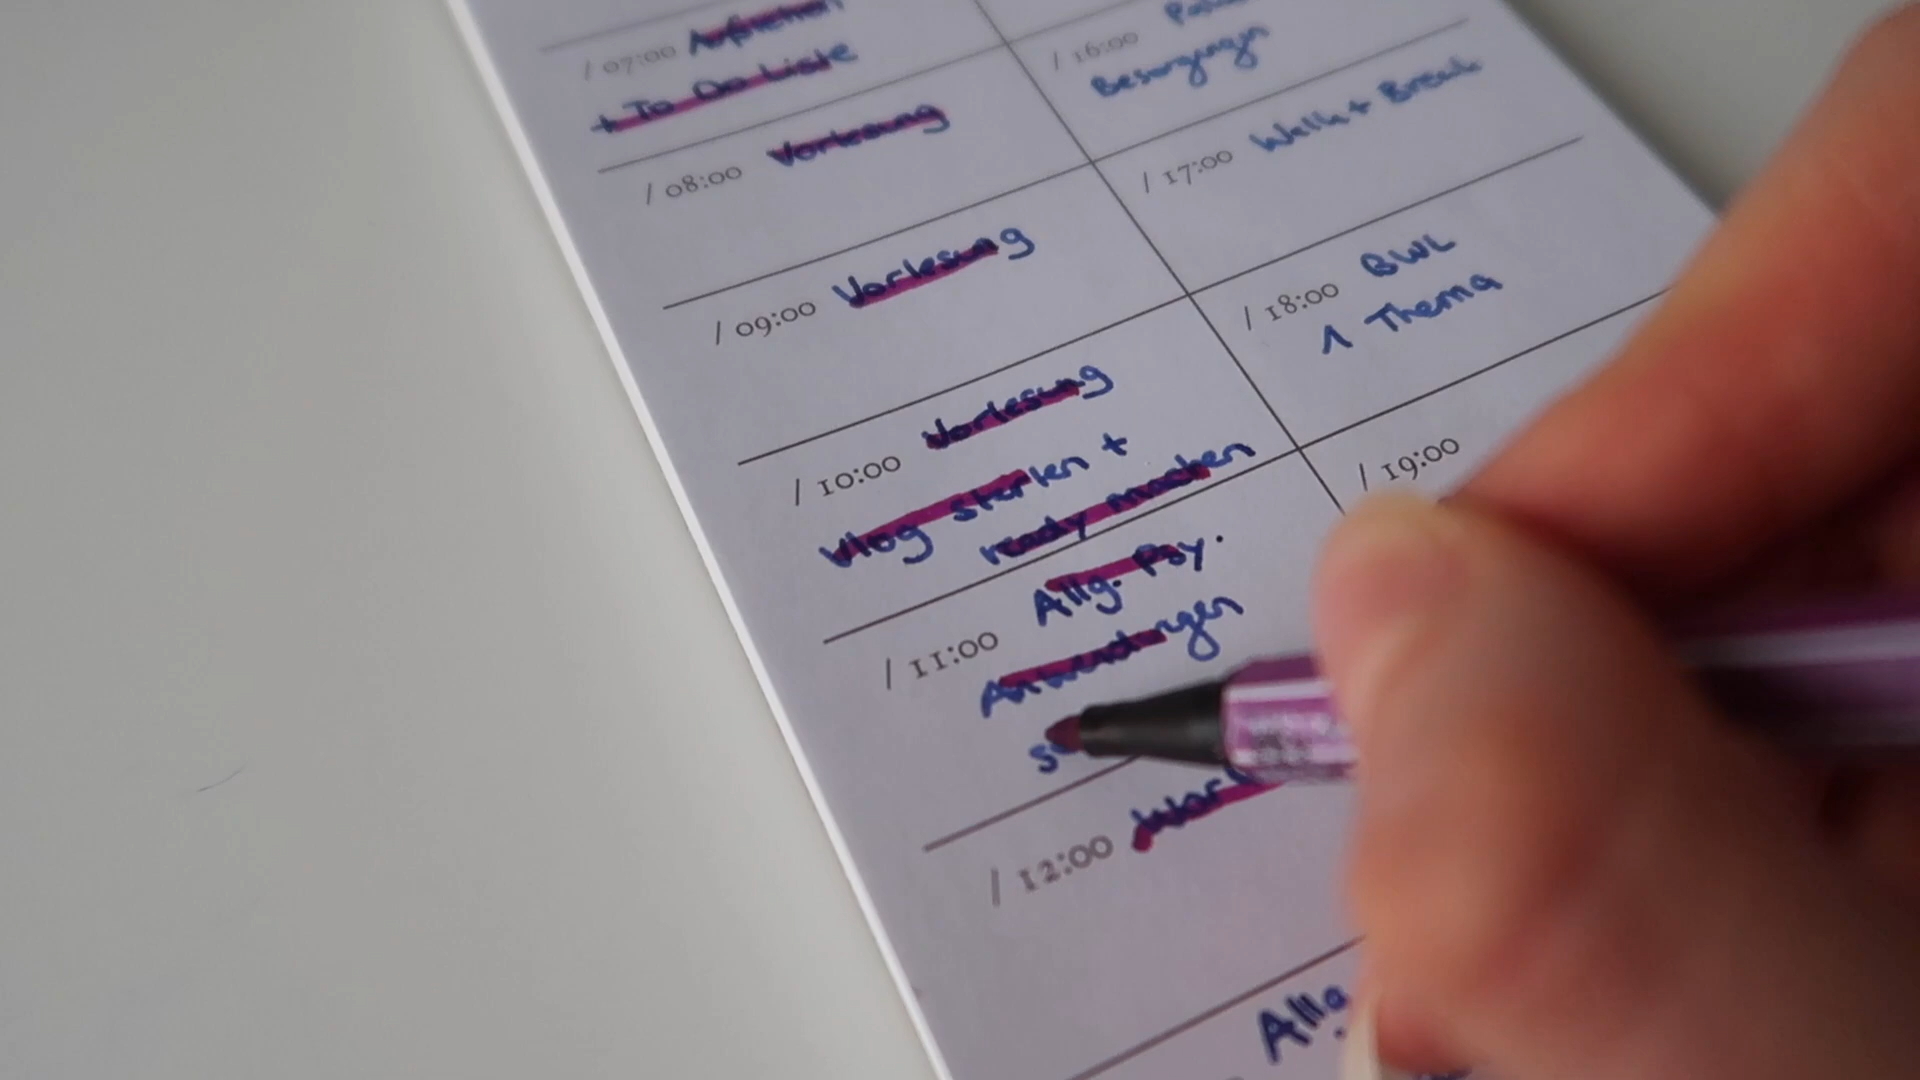 / 07:00 Aufstehen
+ To Do Liste
/ 08:00 Vorlesung
/ 09:00 Vorlesung
/ 10:00 Vorlesung
Vlog starten +
ready machen
/ 11:00 Allg. Psy.
Anwendungen
/ 12:00
/ 16:00
Besorgungen
/ 17:00 Walk + Break
/ 18:00 BWL
1 Thema
/ 19:00